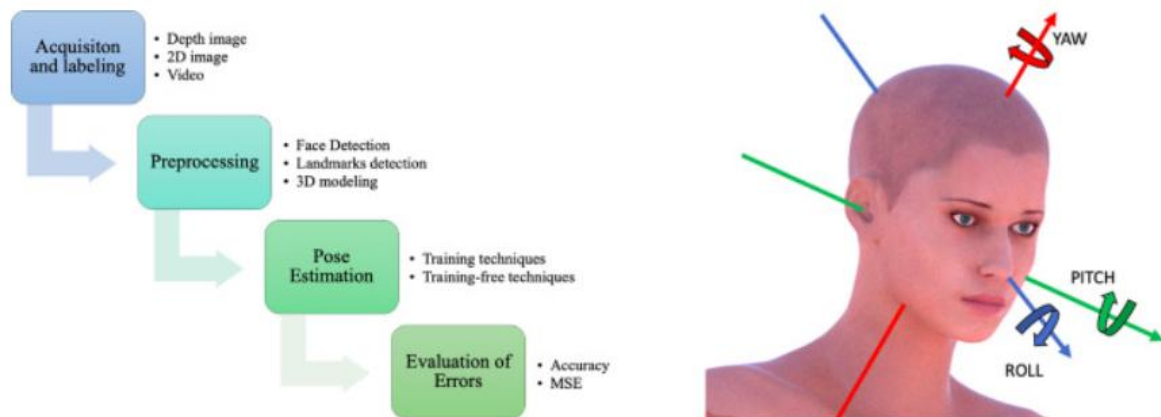 Acquisiton
and labeling
• Depth image
• 2D image
• Video
Preprocessing
• Face Detection
• Landmarks detection
• 3D modeling
Pose
Estimation
• Training techniques
• Training-free techniques
Evaluation of
Errors
• Accuracy
• MSE
YAW
PITCH
ROLL